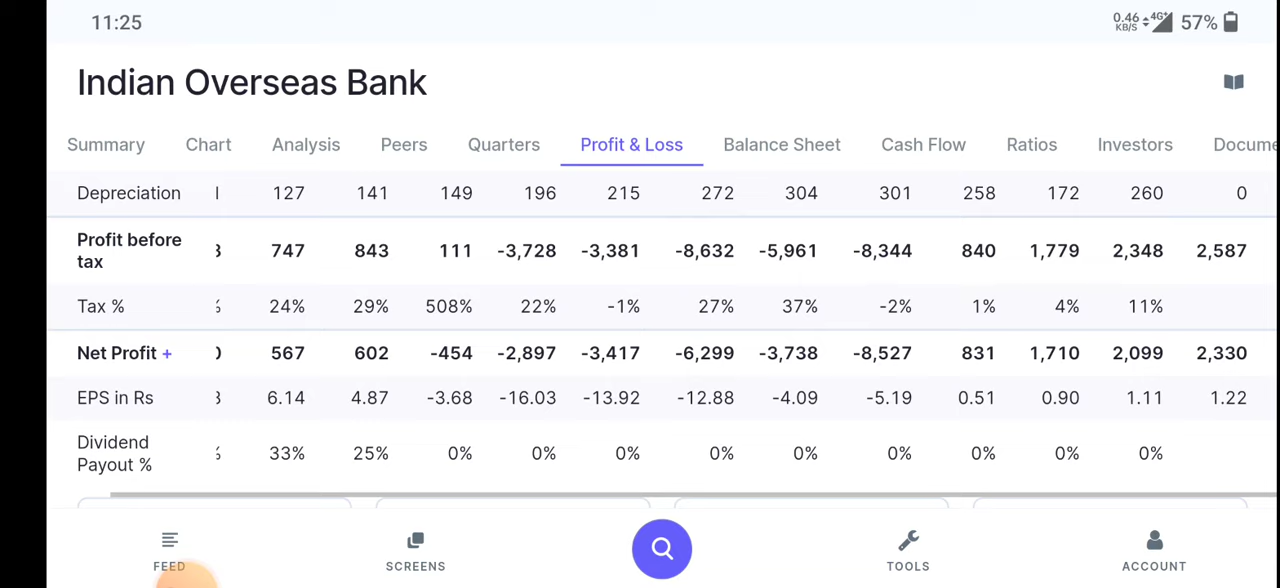 11:25 0.46 KB/S 4G+ 57%
Indian Overseas Bank
Summary Chart Analysis Peers Quarters Profit & Loss Balance Sheet Cash Flow Ratios Investors Docume
Depreciation 127 141 149 196 215 272 304 301 258 172 260 0
Profit before
tax 747 843 111 -3,728 -3,381 -8,632 -5,961 -8,344 840 1,779 2,348 2,587
Tax % 24% 29% 508% 22% -1% 27% 37% -2% 1% 4% 11%
Net Profit + 567 602 -454 -2,897 -3,417 -6,299 -3,738 -8,527 831 1,710 2,099 2,330
EPS in Rs 6.14 4.87 -3.68 -16.03 -13.92 -12.88 -4.09 -5.19 0.51 0.90 1.11 1.22
Dividend
Payout % 33% 25% 0% 0% 0% 0% 0% 0% 0% 0% 0%
FEED SCREENS TOOLS ACCOUNT